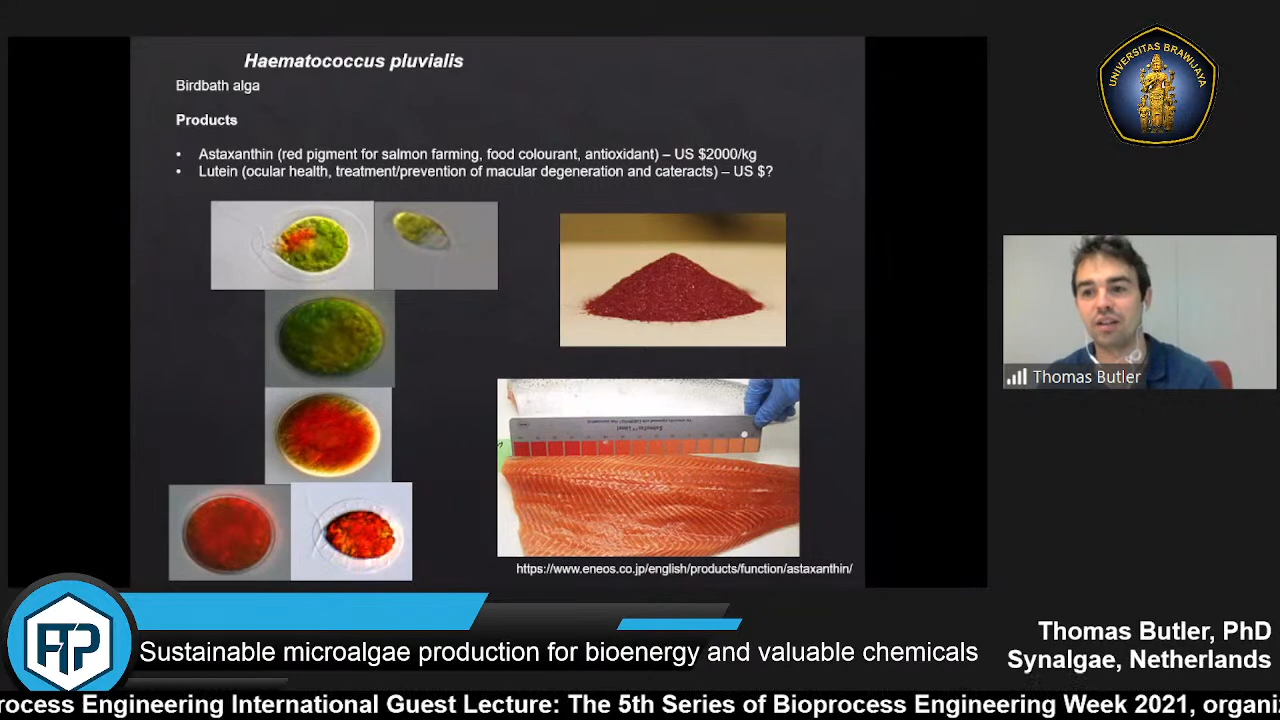 Haematococcus pluvialis
Birdbath alga
Products
• Astaxanthin (red pigment for salmon farming, food colourant, antioxidant) – US $2000/kg
• Lutein (ocular health, treatment/prevention of macular degeneration and cateracts) – US $?
https://www.eneos.co.jp/english/products/function/astaxanthin/
UNIVERSITAS BRAWIJAYA
Thomas Butler
FTP
Sustainable microalgae production for bioenergy and valuable chemicals
Thomas Butler, PhD
Synalgae, Netherlands
rocess Engineering International Guest Lecture: The 5th Series of Bioprocess Engineering Week 2021, organi